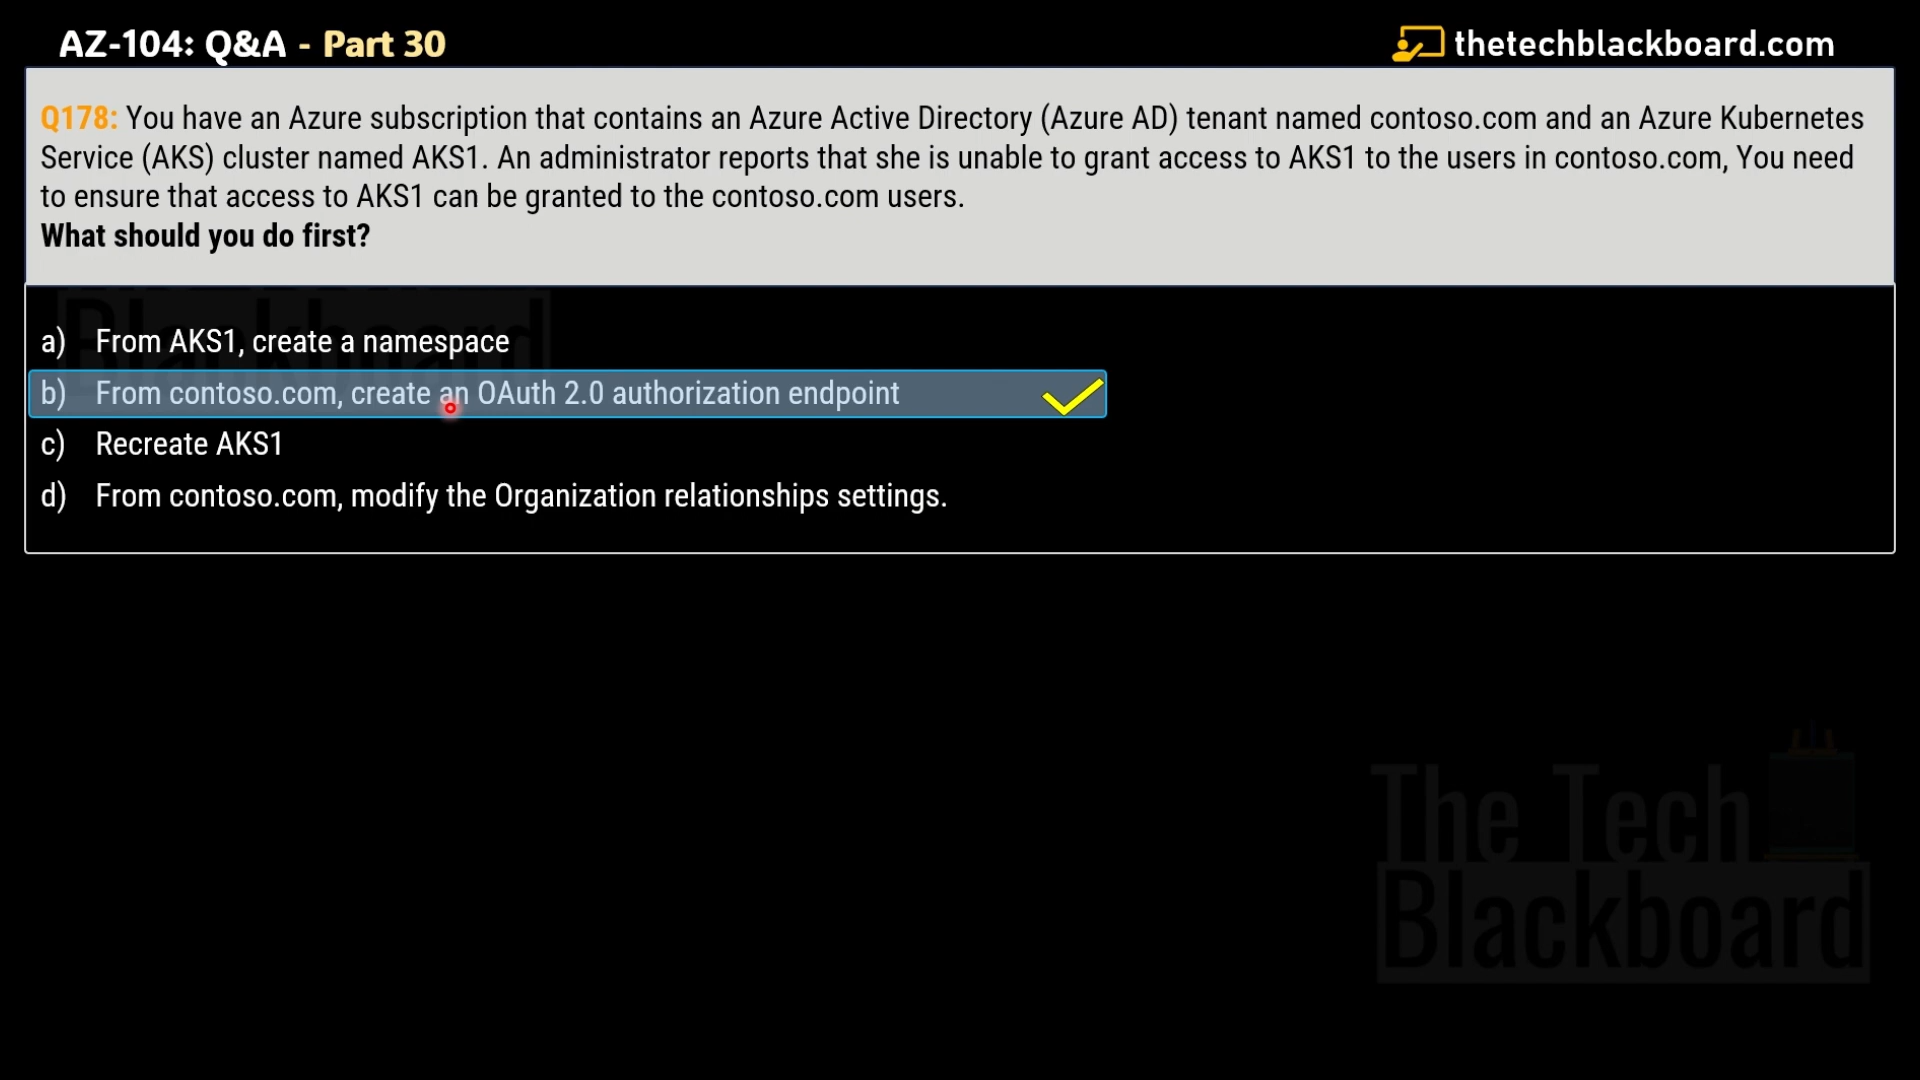 AZ-104: Q&A - Part 30
thetechblackboard.com
Q178: You have an Azure subscription that contains an Azure Active Directory (Azure AD) tenant named contoso.com and an Azure Kubernetes
Service (AKS) cluster named AKS1. An administrator reports that she is unable to grant access to AKS1 to the users in contoso.com, You need
to ensure that access to AKS1 can be granted to the contoso.com users.
What should you do first?
Blackboard
a) From AKS1, create a namespace
b) From contoso.com, create an OAuth 2.0 authorization endpoint
c) Recreate AKS1
d) From contoso.com, modify the Organization relationships settings.
The Tech
Blackboard